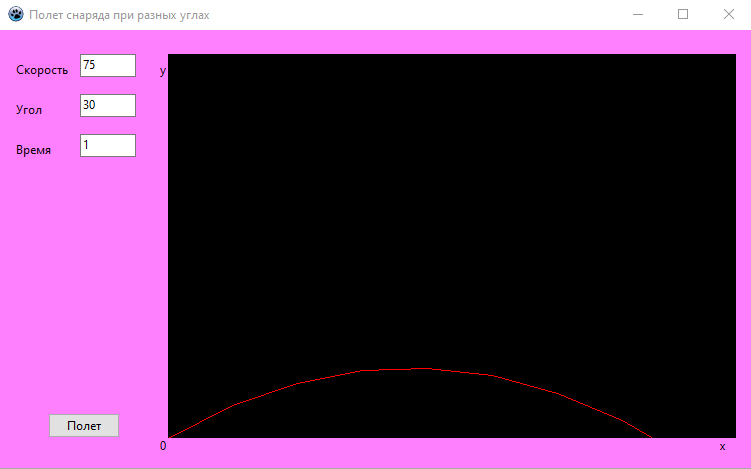 Полет снаряда при разных углах
Скорость 75
y
Угол 30
Время 1
Полет
0
x